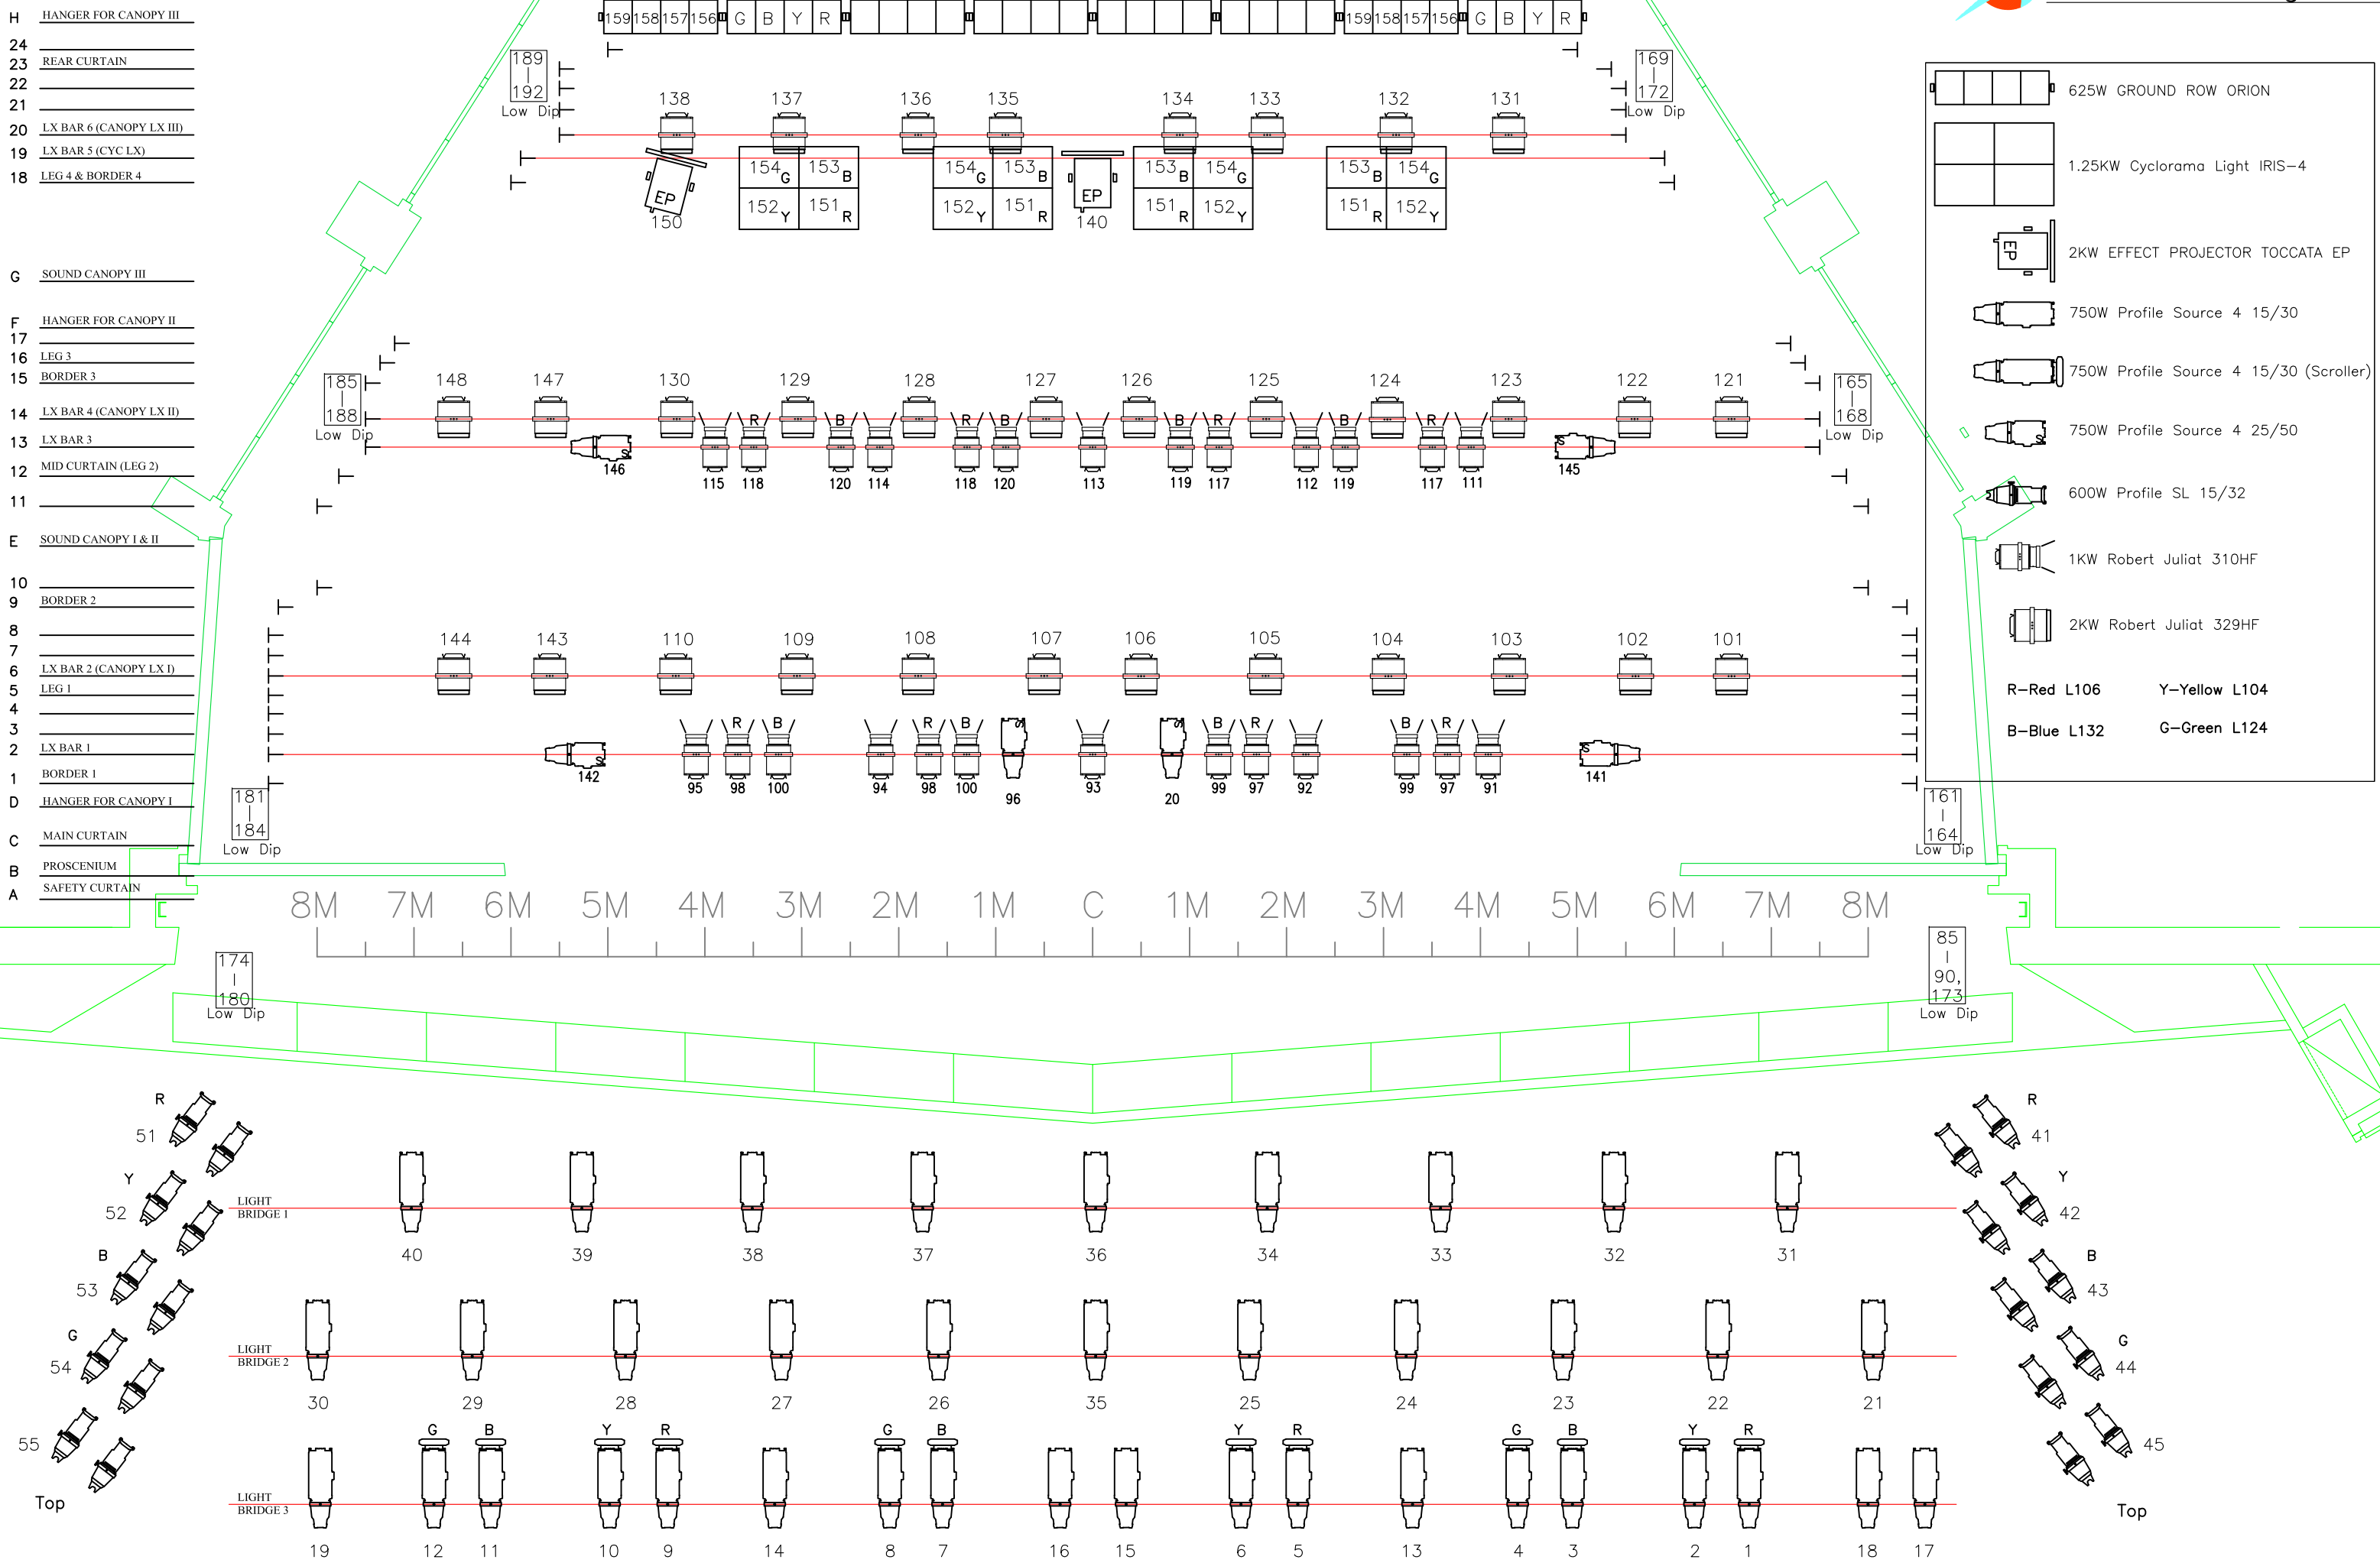 H HANGER FOR CANOPY III
159 158 157 156 G B Y R 159 158 157 156 G B Y R
24
23 REAR CURTAIN
22
21
20 LX BAR 6 (CANOPY LX III)
19 LX BAR 5 (CYC LX)
18 LEG 4 & BORDER 4
189
192
Low Dip
169
172
Low Dip
138 137 136 135 134 133 132 131
154 G 153 B 154 G 153 B 153 B 154 G 153 B 154 G
152 Y 151 R 152 Y 151 R 151 R 152 Y 151 R 152 Y
EP EP
150 140
G SOUND CANOPY III
F HANGER FOR CANOPY II
17
16 LEG 3
15 BORDER 3
14 LX BAR 4 (CANOPY LX II)
13 LX BAR 3
12 MID CURTAIN (LEG 2)
11
185
188
Low Dip
165
168
Low Dip
148 147 130 129 128 127 126 125 124 123 122 121
R B R B B R B R
S S
146 115 118 120 114 118 120 113 119 117 112 119 117 111 145
E SOUND CANOPY I & II
10
9 BORDER 2
8
7
6 LX BAR 2 (CANOPY LX I)
5 LEG 1
4
3
2 LX BAR 1
1 BORDER 1
D HANGER FOR CANOPY I
C MAIN CURTAIN
B PROSCENIUM
A SAFETY CURTAIN
144 143 110 109 108 107 106 105 104 103 102 101
R B R B S S B R B R
S S
142 95 98 100 94 98 100 96 93 20 99 97 92 99 97 91 141
181
184
Low Dip
161
164
Low Dip
8M 7M 6M 5M 4M 3M 2M 1M C 1M 2M 3M 4M 5M 6M 7M 8M
174
180
Low Dip
85
90,
173
Low Dip
625W GROUND ROW ORION
1.25KW Cyclorama Light IRIS-4
EP
2KW EFFECT PROJECTOR TOCCATA EP
750W Profile Source 4 15/30
750W Profile Source 4 15/30 (Scroller)
S
750W Profile Source 4 25/50
600W Profile SL 15/32
1KW Robert Juliat 310HF
2KW Robert Juliat 329HF
R-Red L106 Y-Yellow L104
B-Blue L132 G-Green L124
R
51
Y
52
B
53
G
54
55
Top
R
41
Y
42
B
43
G
44
45
Top
LIGHT
BRIDGE 1
40 39 38 37 36 34 33 32 31
LIGHT
BRIDGE 2
30 29 28 27 26 35 25 24 23 22 21
G B Y R G B Y R G B Y R
LIGHT
BRIDGE 3
19 12 11 10 9 14 8 7 16 15 6 5 13 4 3 2 1 18 17